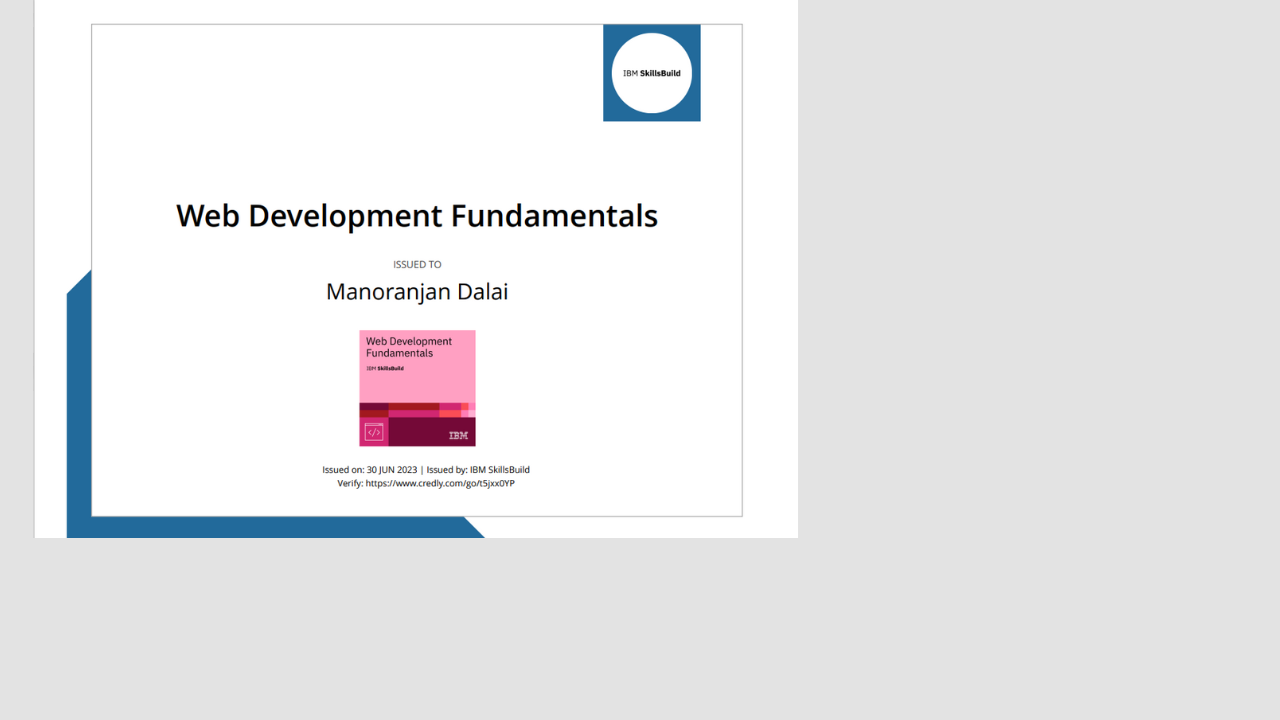 IBM SkillsBuild
Web Development Fundamentals
ISSUED TO
Manoranjan Dalai
Web Development
Fundamentals
IBM SkillsBuild
IBM
Issued on: 30 JUN 2023 | Issued by: IBM SkillsBuild
Verify: https://www.credly.com/go/t5jxx0YP